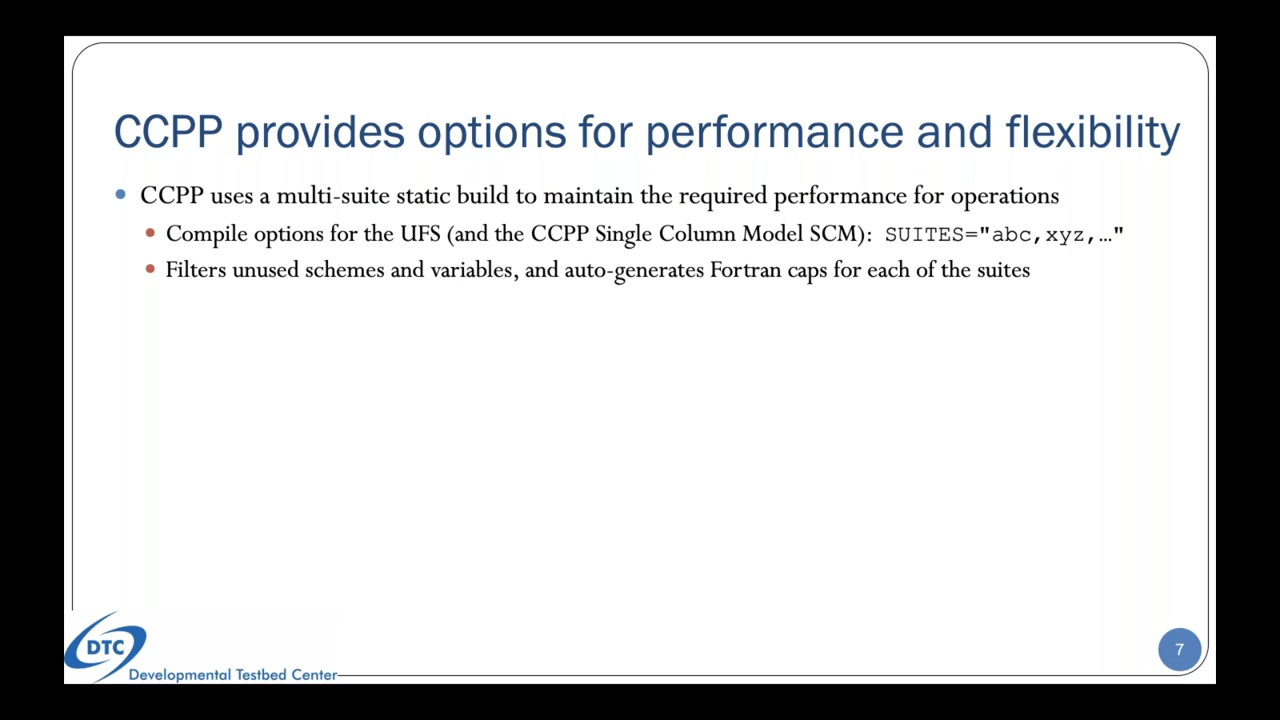 CCPP provides options for performance and flexibility
• CCPP uses a multi-suite static build to maintain the required performance for operations
• Compile options for the UFS (and the CCPP Single Column Model SCM): SUITES="abc,xyz,…"
• Filters unused schemes and variables, and auto-generates Fortran caps for each of the suites
DTC
Developmental Testbed Center
7